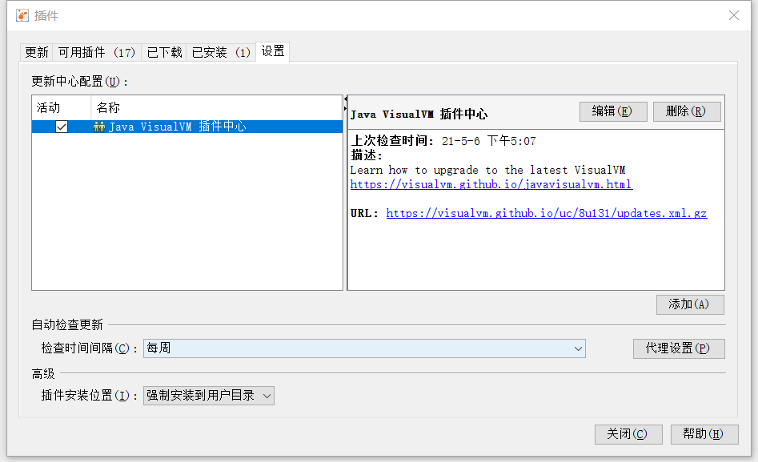 插件
更新 可用插件 (17) 已下载 已安装 (1) 设置
更新中心配置(U):
活动 名称
Java VisualVM 插件中心
Java VisualVM 插件中心 编辑(E) 删除(R)
上次检查时间: 21-5-6 下午5:07
描述:
Learn how to upgrade to the latest VisualVM
https://visualvm.github.io/javavisualvm.html
URL: https://visualvm.github.io/uc/8u131/updates.xml.gz
添加(A)
自动检查更新
检查时间间隔(C): 每周 代理设置(P)
高级
插件安装位置(I): 强制安装到用户目录
关闭(C) 帮助(H)